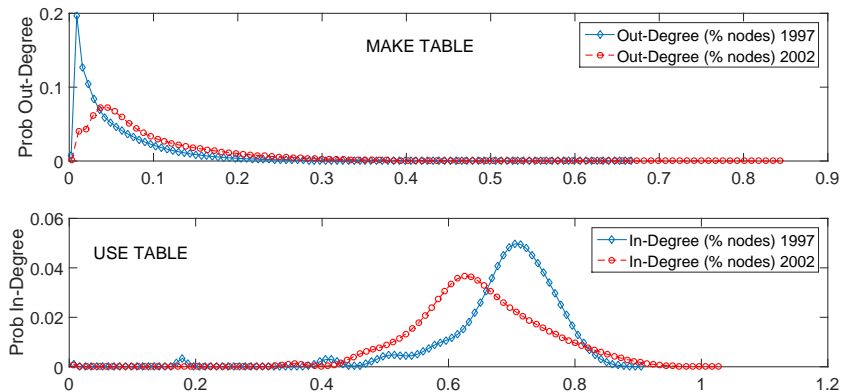 0.2
0.1
0
Prob Out-Degree
MAKE TABLE
Out-Degree (% nodes) 1997
Out-Degree (% nodes) 2002
0 0.1 0.2 0.3 0.4 0.5 0.6 0.7 0.8 0.9
0.06
0.04
0.02
0
Prob In-Degree
USE TABLE
In-Degree (% nodes) 1997
In-Degree (% nodes) 2002
0 0.2 0.4 0.6 0.8 1 1.2